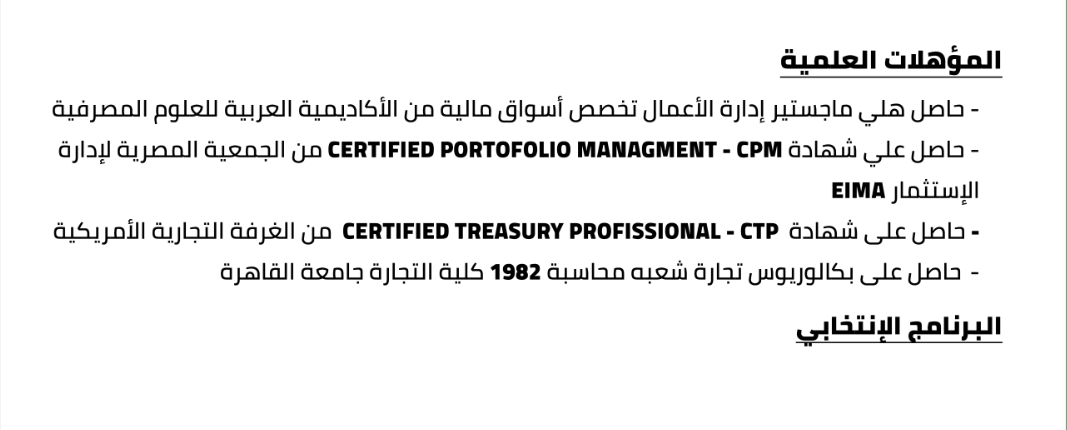 المؤهلات العلمية
- حاصل هلي ماجستير إدارة الأعمال تخصص أسواق مالية من الأكاديمية العربية للعلوم المصرفية
- حاصل علي شهادة CERTIFIED PORTOFOLIO MANAGMENT - CPM من الجمعية المصرية لإدارة
الإستثمار EIMA
- حاصل على شهادة CERTIFIED TREASURY PROFISSIONAL - CTP من الغرفة التجارية الأمريكية
- حاصل على بكالوريوس تجارة شعبه محاسبة 1982 كلية التجارة جامعة القاهرة
البرنامج الإنتخابي